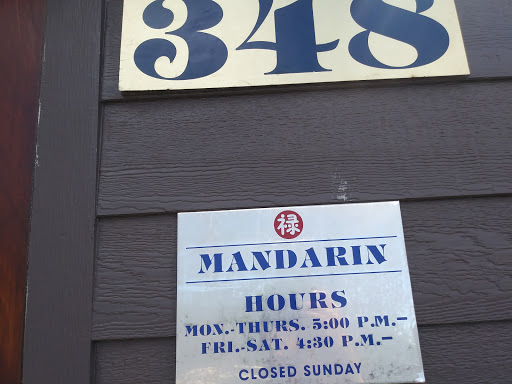 348
禄
MANDARIN
HOURS
MON.-THURS. 5:00 P.M.-
FRI.-SAT. 4:30 P.M.-
CLOSED SUNDAY